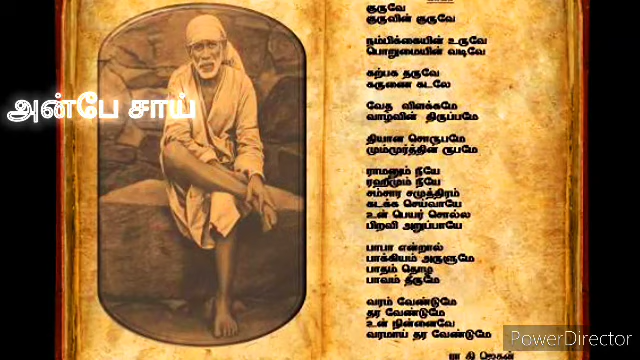 அன்பே சாய்
குருவே
குருவின் குருவே
நம்பிக்கையின் உருவே
பொறுமையின் வடிவே
கற்பக தருவே
கருணை கடலே
வேத விளக்கமே
வாழ்வின் திருப்பமே
தியான சொருபமே
மும்மூர்த்தின் ரூபமே
ராமனும் நீயே
ரஹீமும் நீயே
சம்சார சமுத்திரம்
கடக்க செய்வாயே
உன் பெயர் சொல்ல
பிறவி அறுப்பாயே
பாபா என்றால்
பாக்கியம் அருளுமே
பாதம் தொழ
பாவம் தீருமே
வரம் வேண்டுமே
தர வேண்டுமே
உன் நினைவே
வரமாய் தர வேண்டுமே
ரா கி ஜெகன்
PowerDirector